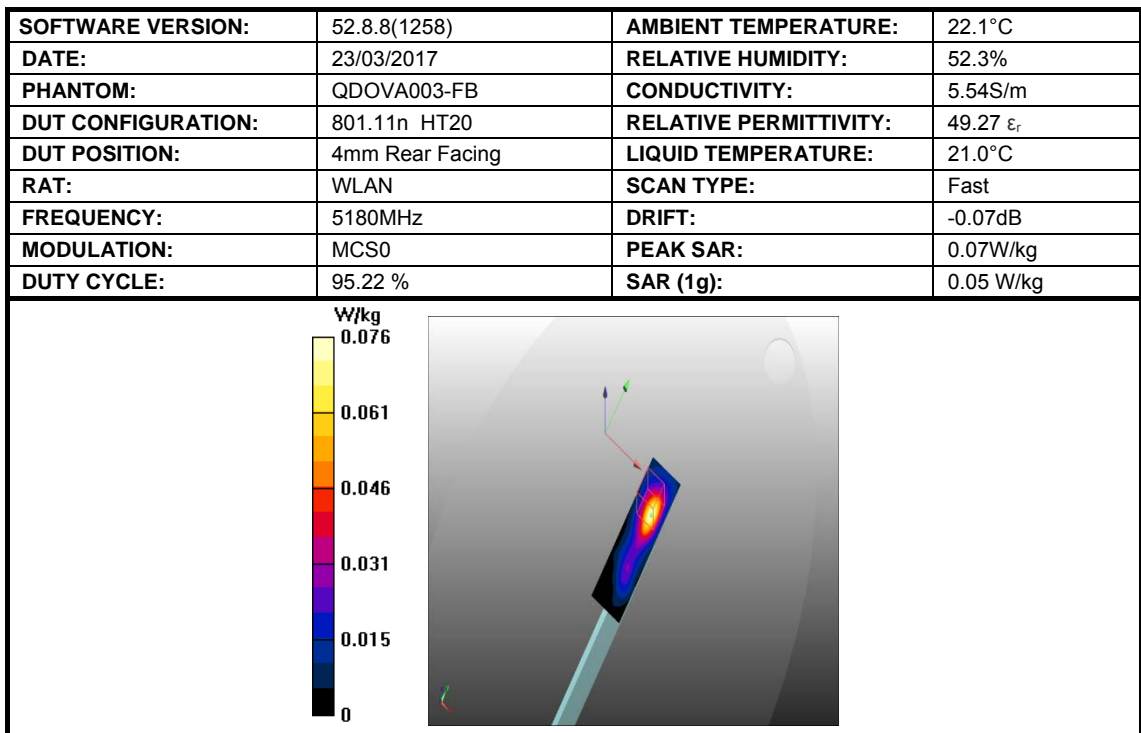 SOFTWARE VERSION: 52.8.8(1258) AMBIENT TEMPERATURE: 22.1°C
DATE: 23/03/2017 RELATIVE HUMIDITY: 52.3%
PHANTOM: QDOVA003-FB CONDUCTIVITY: 5.54S/m
DUT CONFIGURATION: 801.11n HT20 RELATIVE PERMITTIVITY: 49.27 εr
DUT POSITION: 4mm Rear Facing LIQUID TEMPERATURE: 21.0°C
RAT: WLAN SCAN TYPE: Fast
FREQUENCY: 5180MHz DRIFT: -0.07dB
MODULATION: MCS0 PEAK SAR: 0.07W/kg
DUTY CYCLE: 95.22 % SAR (1g): 0.05 W/kg
W/kg
0.076
0.061
0.046
0.031
0.015
0